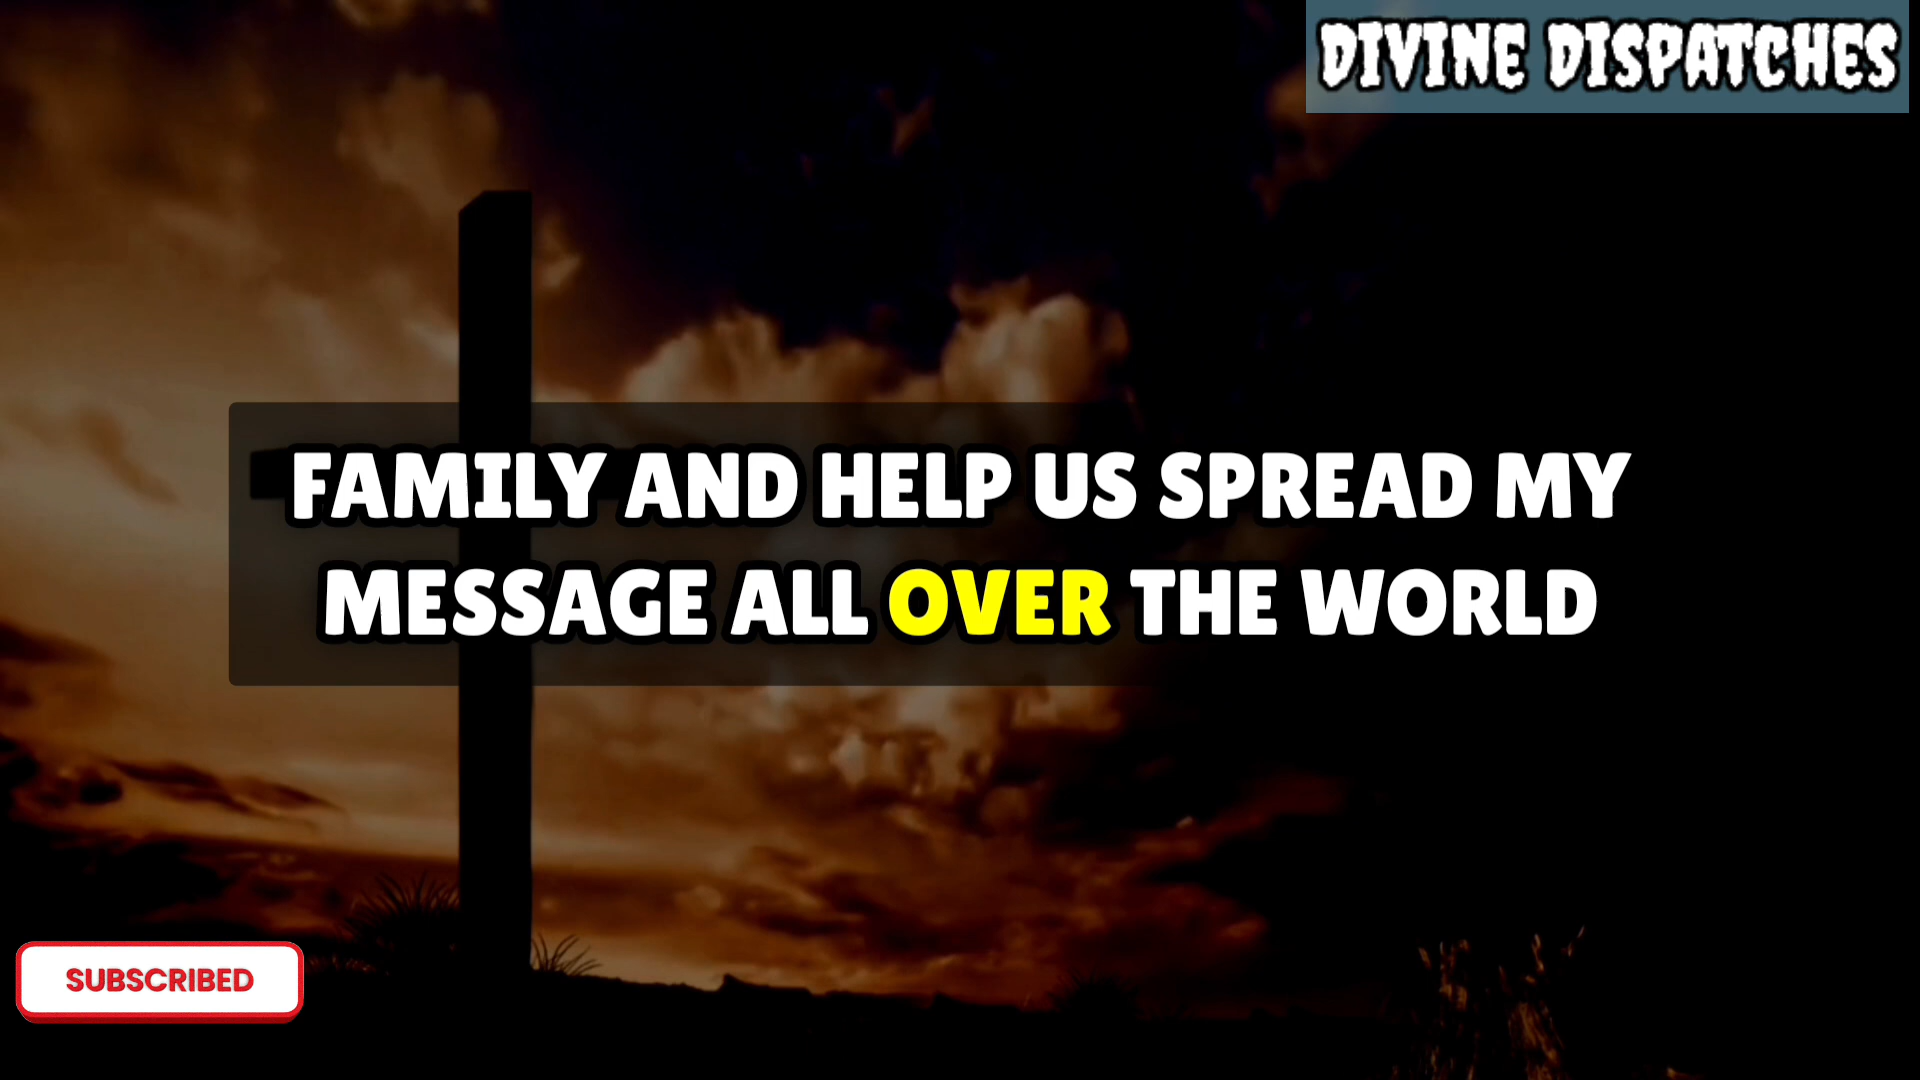 DIVINE DISPATCHES
FAMILY AND HELP US SPREAD MY
MESSAGE ALL OVER THE WORLD
SUBSCRIBED